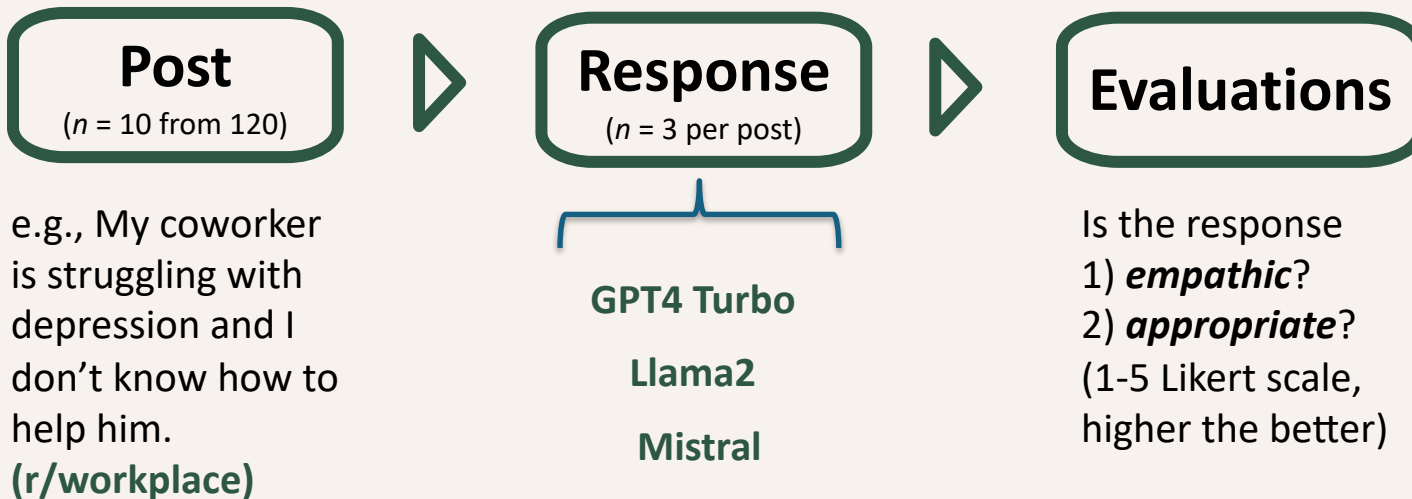 Post
(n = 10 from 120)
e.g., My coworker
is struggling with
depression and I
don’t know how to
help him.
(r/workplace)
Response
(n = 3 per post)
GPT4 Turbo
Llama2
Mistral
Evaluations
Is the response
1) empathic?
2) appropriate?
(1-5 Likert scale,
higher the better)